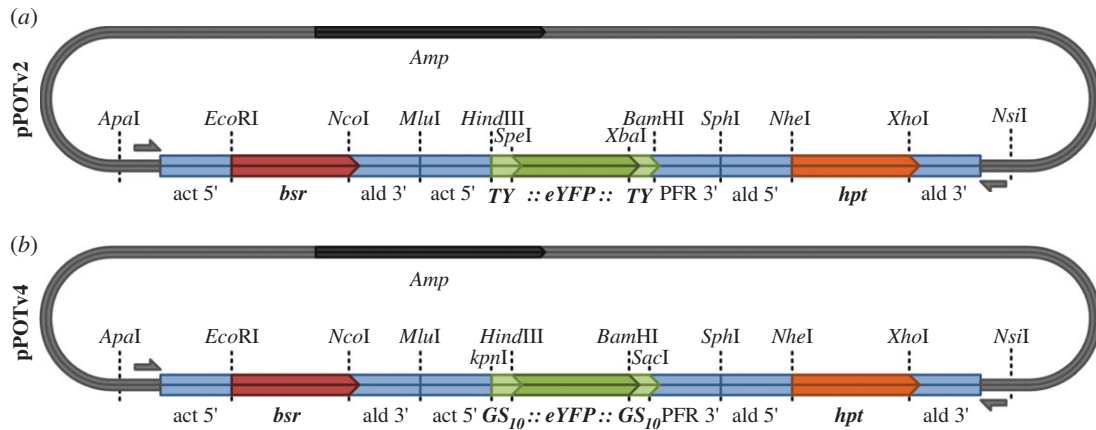 (a)
pPOTv2
Amp
ApaI EcoRI NcoI MluI HindIII BamHI SphI NheI XhoI NsiI
SpeI XbaI
act 5' bsr ald 3' act 5' TY :: eYFP :: TY PFR 3' ald 5' hpt ald 3'
(b)
pPOTv4
Amp
ApaI EcoRI NcoI MluI HindIII BamHI SphI NheI XhoI NsiI
kpnI SacI
act 5' bsr ald 3' act 5' GS10 :: eYFP :: GS10 PFR 3' ald 5' hpt ald 3'